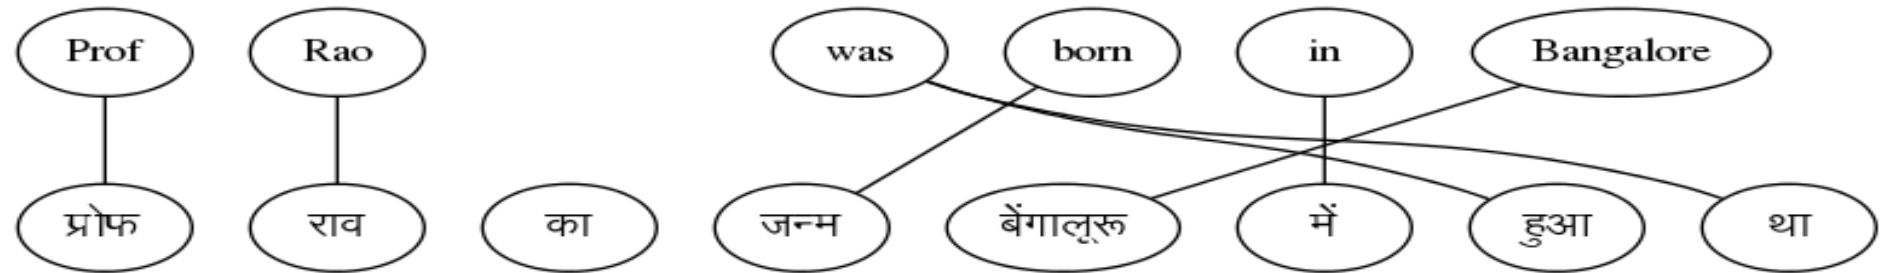 Prof Rao was born in Bangalore
प्रोफ राव का जन्म बेंगालूरू में हुआ था